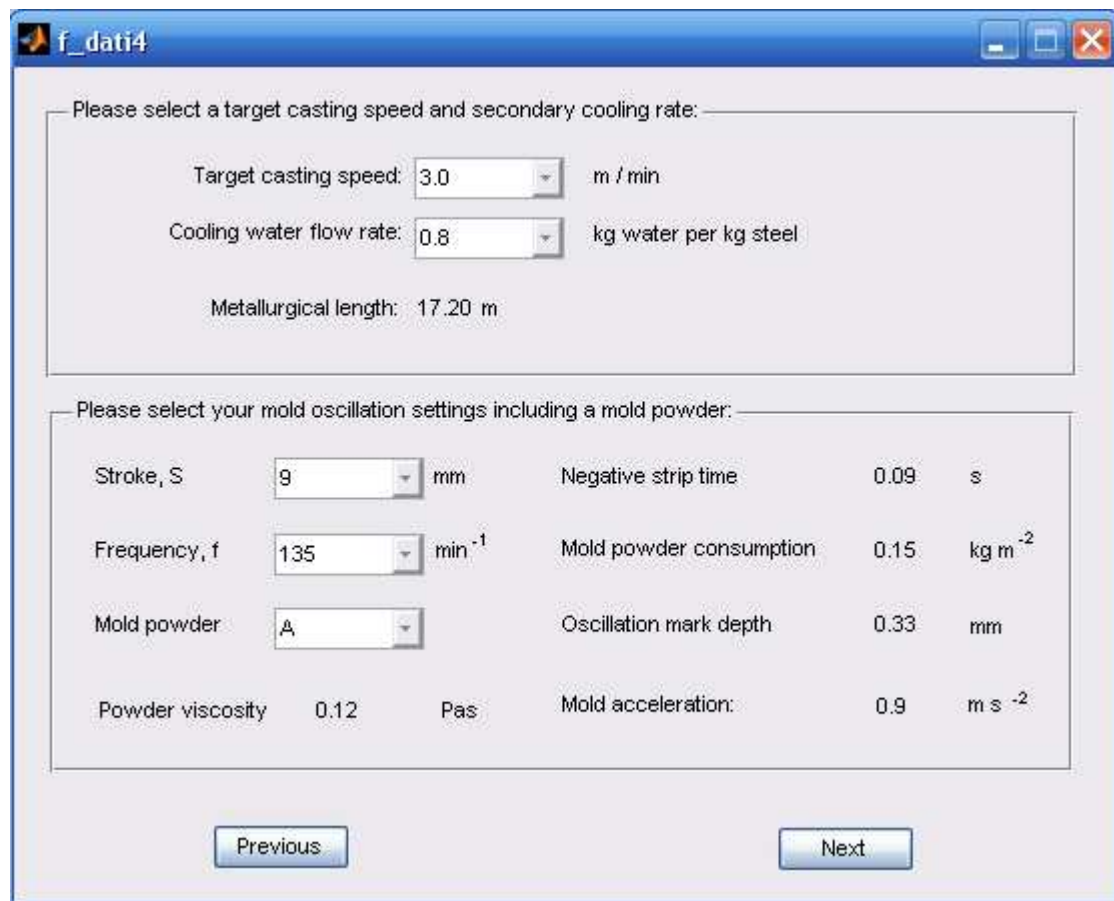 f_dati4
Please select a target casting speed and secondary cooling rate:
Target casting speed: 3.0 m / min
Cooling water flow rate: 0.8 kg water per kg steel
Metallurgical length: 17.20 m
Please select your mold oscillation settings including a mold powder:
Stroke, S 9 mm Negative strip time 0.09 s
Frequency, f 135 min⁻¹ Mold powder consumption 0.15 kg m⁻²
Mold powder A Oscillation mark depth 0.33 mm
Powder viscosity 0.12 Pas Mold acceleration: 0.9 m s⁻²
Previous Next